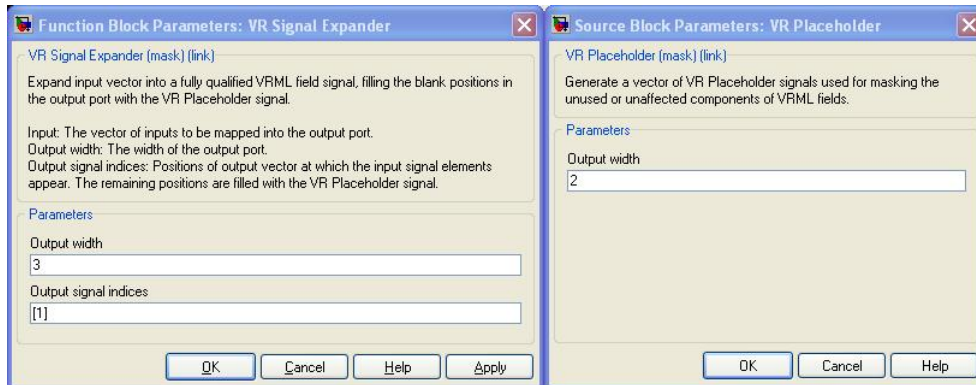 Function Block Parameters: VR Signal Expander
VR Signal Expander (mask) (link)
Expand input vector into a fully qualified VRML field signal, filling the blank positions in
the output port with the VR Placeholder signal.
Input: The vector of inputs to be mapped into the output port.
Output width: The width of the output port.
Output signal indices: Positions of output vector at which the input signal elements
appear. The remaining positions are filled with the VR Placeholder signal.
Parameters
Output width
3
Output signal indices
[1]
OK Cancel Help Apply
Source Block Parameters: VR Placeholder
VR Placeholder (mask) (link)
Generate a vector of VR Placeholder signals used for masking the
unused or unaffected components of VRML fields.
Parameters
Output width
2
OK Cancel Help